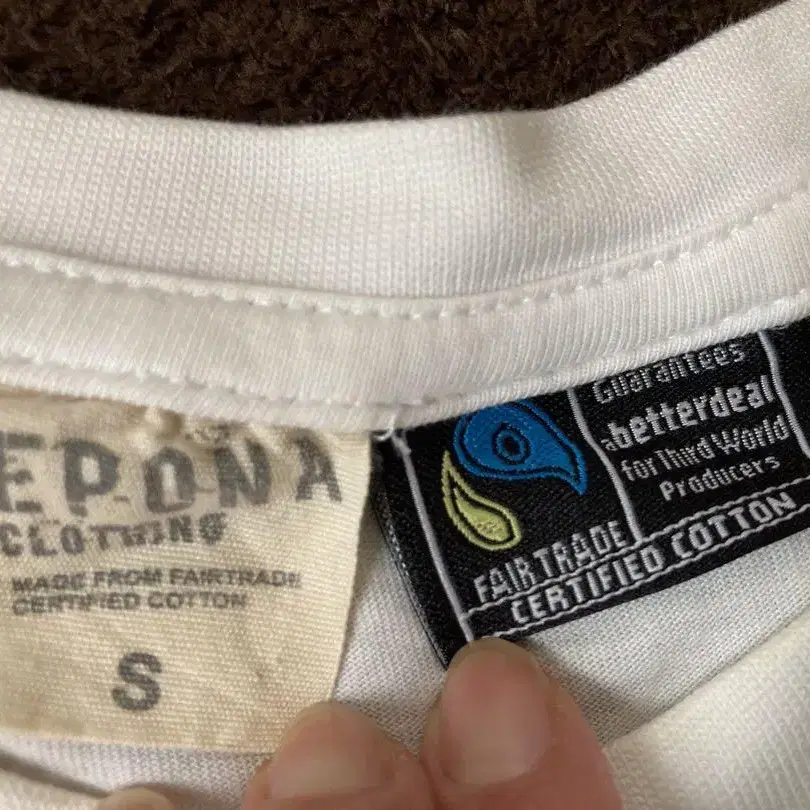 EPONA
CLOTHING
MADE FROM FAIRTRADE
CERTIFIED COTTON
S
Guarantees
a betterdeal
for Third World
Producers
FAIRTRADE
CERTIFIED COTTON